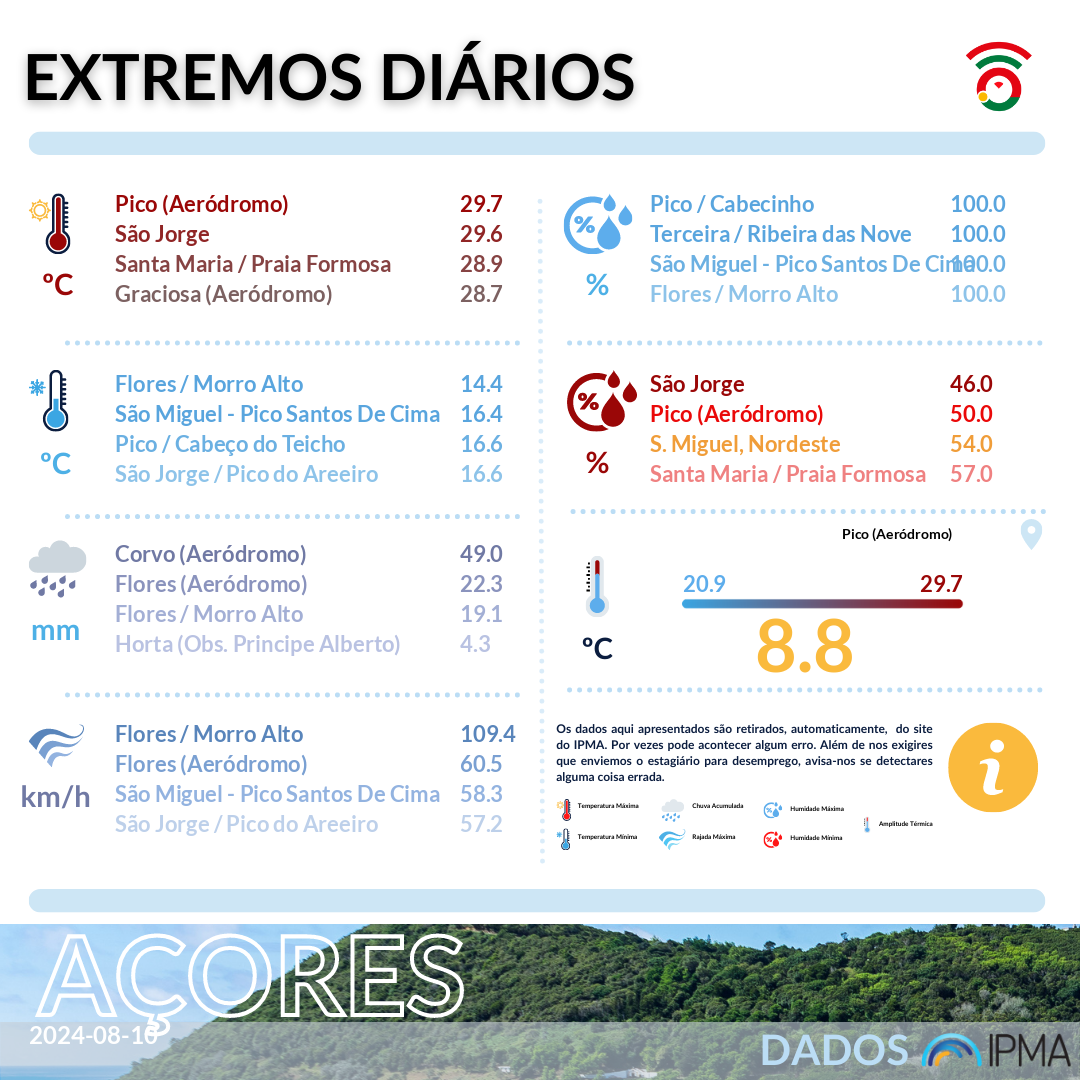 EXTREMOS DIÁRIOS
Pico (Aeródromo) 29.7
São Jorge 29.6
Santa Maria / Praia Formosa 28.9
Graciosa (Aeródromo) 28.7
ºC
Flores / Morro Alto 14.4
São Miguel - Pico Santos De Cima 16.4
Pico / Cabeço do Teicho 16.6
São Jorge / Pico do Areeiro 16.6
ºC
Corvo (Aeródromo) 49.0
Flores (Aeródromo) 22.3
Flores / Morro Alto 19.1
Horta (Obs. Principe Alberto) 4.3
mm
Flores / Morro Alto 109.4
Flores (Aeródromo) 60.5
São Miguel - Pico Santos De Cima 58.3
São Jorge / Pico do Areeiro 57.2
km/h
%
Pico / Cabecinho 100.0
Terceira / Ribeira das Nove 100.0
São Miguel - Pico Santos De Cima 100.0
Flores / Morro Alto 100.0
%
%
São Jorge 46.0
Pico (Aeródromo) 50.0
S. Miguel, Nordeste 54.0
Santa Maria / Praia Formosa 57.0
%
Pico (Aeródromo)
20.9 29.7
ºC
8.8
Os dados aqui apresentados são retirados, automaticamente, do site
do IPMA. Por vezes pode acontecer algum erro. Além de nos exigires
que enviemos o estagiário para desemprego, avisa-nos se detectares
alguma coisa errada.
i
Temperatura Máxima Chuva Acumulada Humidade Máxima
Amplitude Térmica
Temperatura Mínima Rajada Máxima Humidade Mínima
AÇORES
2024-08-10
DADOS IPMA